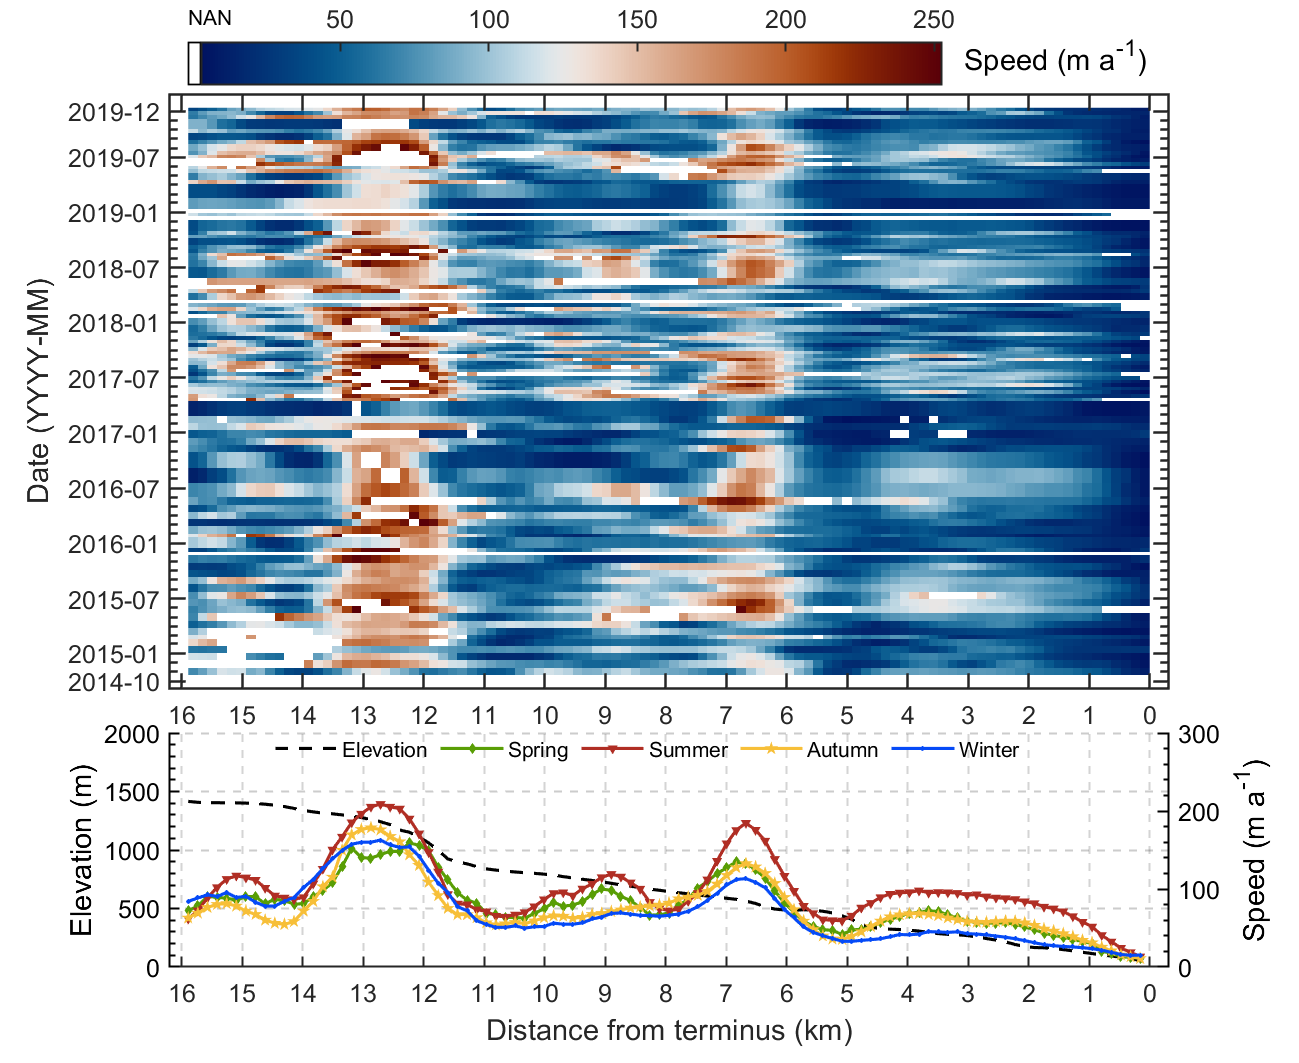 NAN 50 100 150 200 250
Speed (m a-1)
Date (YYYY-MM)
2019-12
2019-07
2019-01
2018-07
2018-01
2017-07
2017-01
2016-07
2016-01
2015-07
2015-01
2014-10
16 15 14 13 12 11 10 9 8 7 6 5 4 3 2 1 0
Elevation (m)
2000
1500
1000
500
0
Elevation Spring Summer Autumn Winter
300
200
100
0
Speed (m a-1)
16 15 14 13 12 11 10 9 8 7 6 5 4 3 2 1 0
Distance from terminus (km)